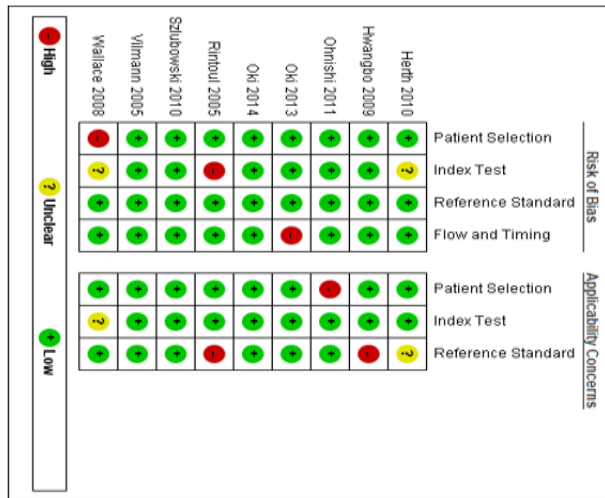 Risk of Bias
Patient Selection
Index Test
Reference Standard
Flow and Timing
Applicability Concerns
Patient Selection
Index Test
Reference Standard
Herth 2010
+ ? + + + + ?
Hwangbo 2009
+ + + + + + -
Ohnishi 2011
+ + + + - + +
Oki 2013
+ + + - + + +
Oki 2014
+ + + + + + +
Rintoul 2005
+ - + + + + -
Szlubowski 2010
+ + + + + + +
Vilmann 2005
+ + + + + + +
Wallace 2008
- ? + + + ? +
- High
? Unclear
+ Low